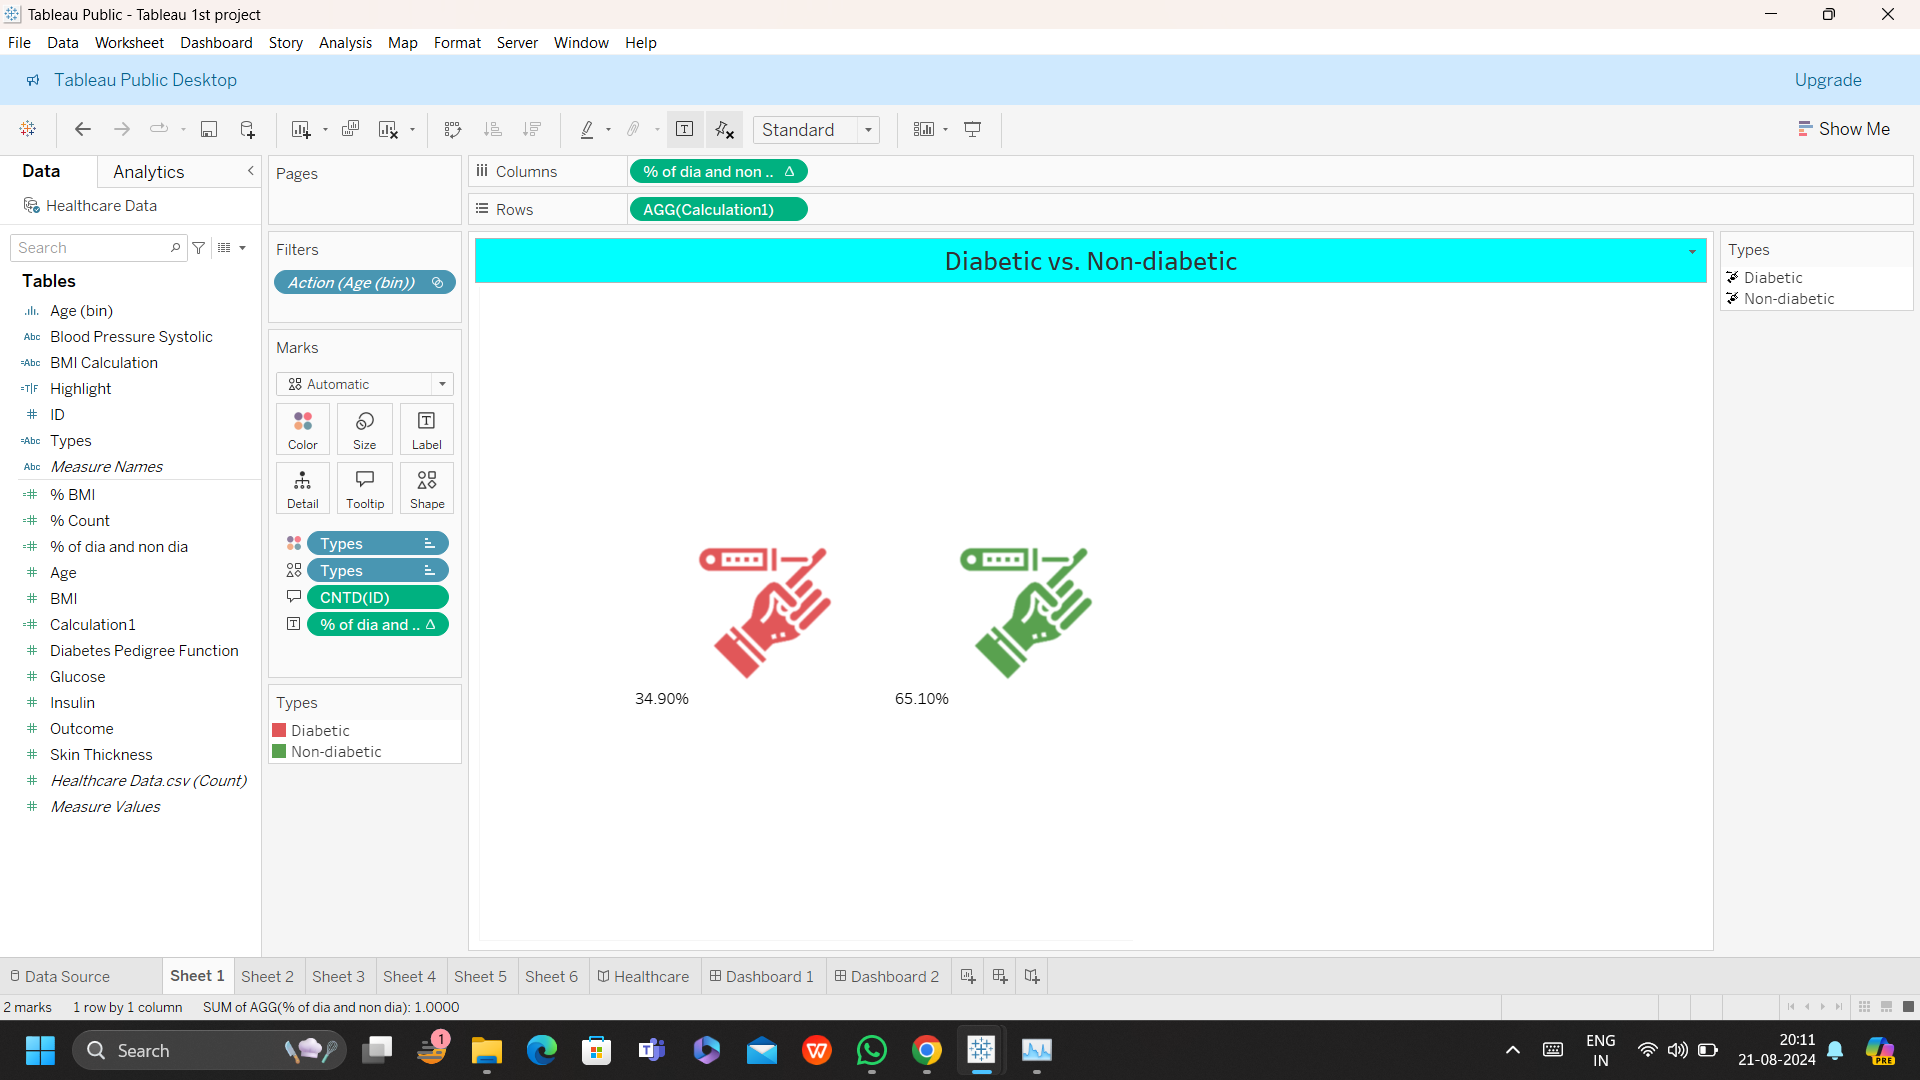 Tableau Public - Tableau 1st project
File Data Worksheet Dashboard Story Analysis Map Format Server Window Help
Tableau Public Desktop
Upgrade
Standard
Show Me
Data Analytics
Healthcare Data
Search
Tables
Age (bin)
Abc Blood Pressure Systolic
=Abc BMI Calculation
=T|F Highlight
# ID
=Abc Types
Abc Measure Names
=# % BMI
=# % Count
=# % of dia and non dia
# Age
# BMI
=# Calculation1
# Diabetes Pedigree Function
# Glucose
# Insulin
# Outcome
# Skin Thickness
# Healthcare Data.csv (Count)
# Measure Values
Pages
Filters
Action (Age (bin))
Marks
Automatic
Color Size Label
Detail Tooltip Shape
Types
Types
CNTD(ID)
% of dia and .. Δ
Types
Diabetic
Non-diabetic
Columns % of dia and non .. Δ
Rows AGG(Calculation1)
Diabetic vs. Non-diabetic
34.90% 65.10%
Types
Diabetic
Non-diabetic
Data Source Sheet 1 Sheet 2 Sheet 3 Sheet 4 Sheet 5 Sheet 6 Healthcare Dashboard 1 Dashboard 2
2 marks 1 row by 1 column SUM of AGG(% of dia and non dia): 1.0000
Search
1
W
ENG
IN
20:11
21-08-2024
PRE